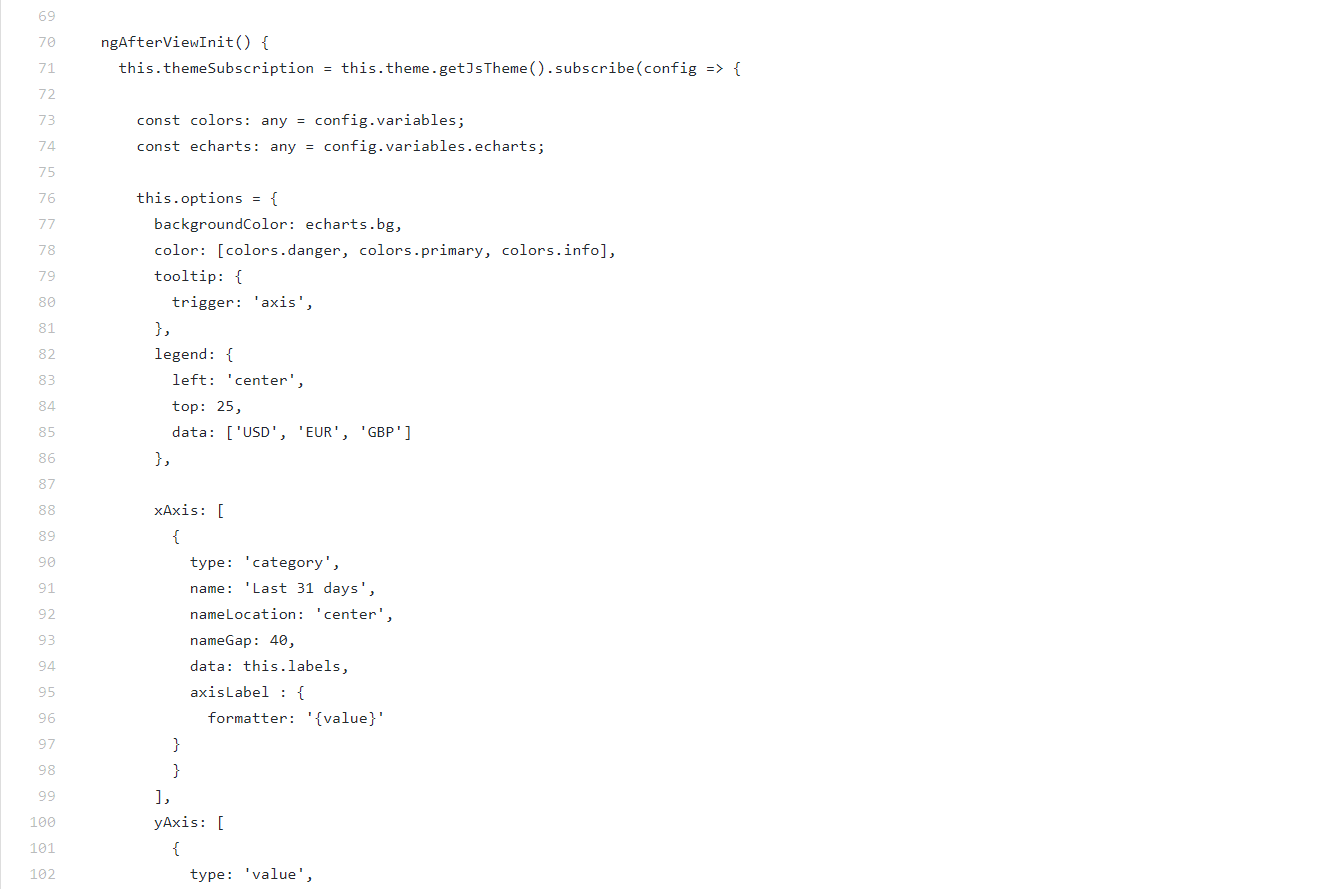 69
70 ngAfterViewInit() {
71 this.themeSubscription = this.theme.getJsTheme().subscribe(config => {
72
73 const colors: any = config.variables;
74 const echarts: any = config.variables.echarts;
75
76 this.options = {
77 backgroundColor: echarts.bg,
78 color: [colors.danger, colors.primary, colors.info],
79 tooltip: {
80 trigger: 'axis',
81 },
82 legend: {
83 left: 'center',
84 top: 25,
85 data: ['USD', 'EUR', 'GBP']
86 },
87
88 xAxis: [
89 {
90 type: 'category',
91 name: 'Last 31 days',
92 nameLocation: 'center',
93 nameGap: 40,
94 data: this.labels,
95 axisLabel : {
96 formatter: '{value}'
97 }
98 }
99 ],
100 yAxis: [
101 {
102 type: 'value',